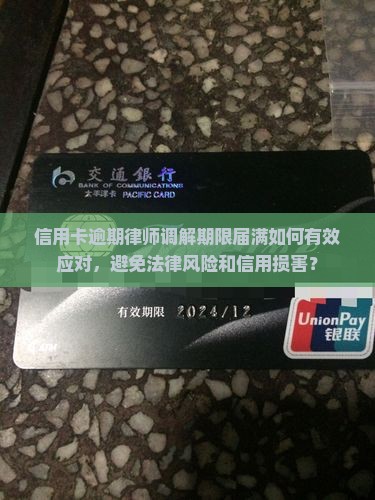 交通銀行
BANK OF COMMUNICATIONS
太平洋卡 PACIFIC CARD
信用卡逾期律师调解期限届满如何有效
应对，避免法律风险和信用损害？
有效期限 2024/12
UnionPay
银联
ATM